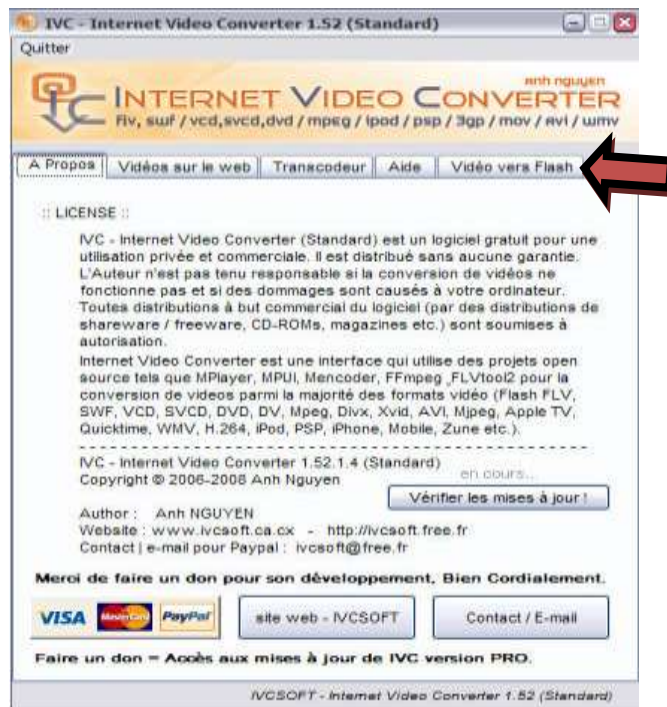 IVC - Internet Video Converter 1.52 (Standard)
Quitter
anh nguyen
INTERNET VIDEO CONVERTER
Flv, swf / vcd,svcd,dvd / mpeg / ipod / psp / 3gp / mov / avi / wmv
A Propos
Vidéos sur le web
Transcodeur
Aide
Vidéo vers Flash
:: LICENSE ::
IVC - Internet Video Converter (Standard) est un logiciel gratuit pour une
utilisation privée et commerciale. Il est distribué sans aucune garantie.
L'Auteur n'est pas tenu responsable si la conversion de vidéos ne
fonctionne pas et si des dommages sont causés à votre ordinateur.
Toutes distributions à but commercial du logiciel (par des distributions de
shareware / freeware, CD-ROMs, magazines etc.) sont soumises à
autorisation.
Internet Video Converter est une interface qui utilise des projets open
source tels que MPlayer, MPUI, Mencoder, FFmpeg ,FLVtool2 pour la
conversion de videos parmi la majorité des formats vidéo (Flash FLV,
SWF, VCD, SVCD, DVD, DV, Mpeg, Divx, Xvid, AVI, Mjpeg, Apple TV,
Quicktime, WMV, H.264, iPod, PSP, iPhone, Mobile, Zune etc.).
IVC - Internet Video Converter 1.52.1.4 (Standard)
Copyright © 2006-2008 Anh Nguyen
en cours...
Vérifier les mises à jour !
Author : Anh NGUYEN
Website : www.ivcsoft.ca.cx - http://ivcsoft.free.fr
Contact | e-mail pour Paypal : ivcsoft@free.fr
Merci de faire un don pour son développement, Bien Cordialement.
VISA MasterCard PayPal
site web - IVCSOFT
Contact / E-mail
Faire un don = Accès aux mises à jour de IVC version PRO.
IVCSOFT - Internet Video Converter 1.52 (Standard)